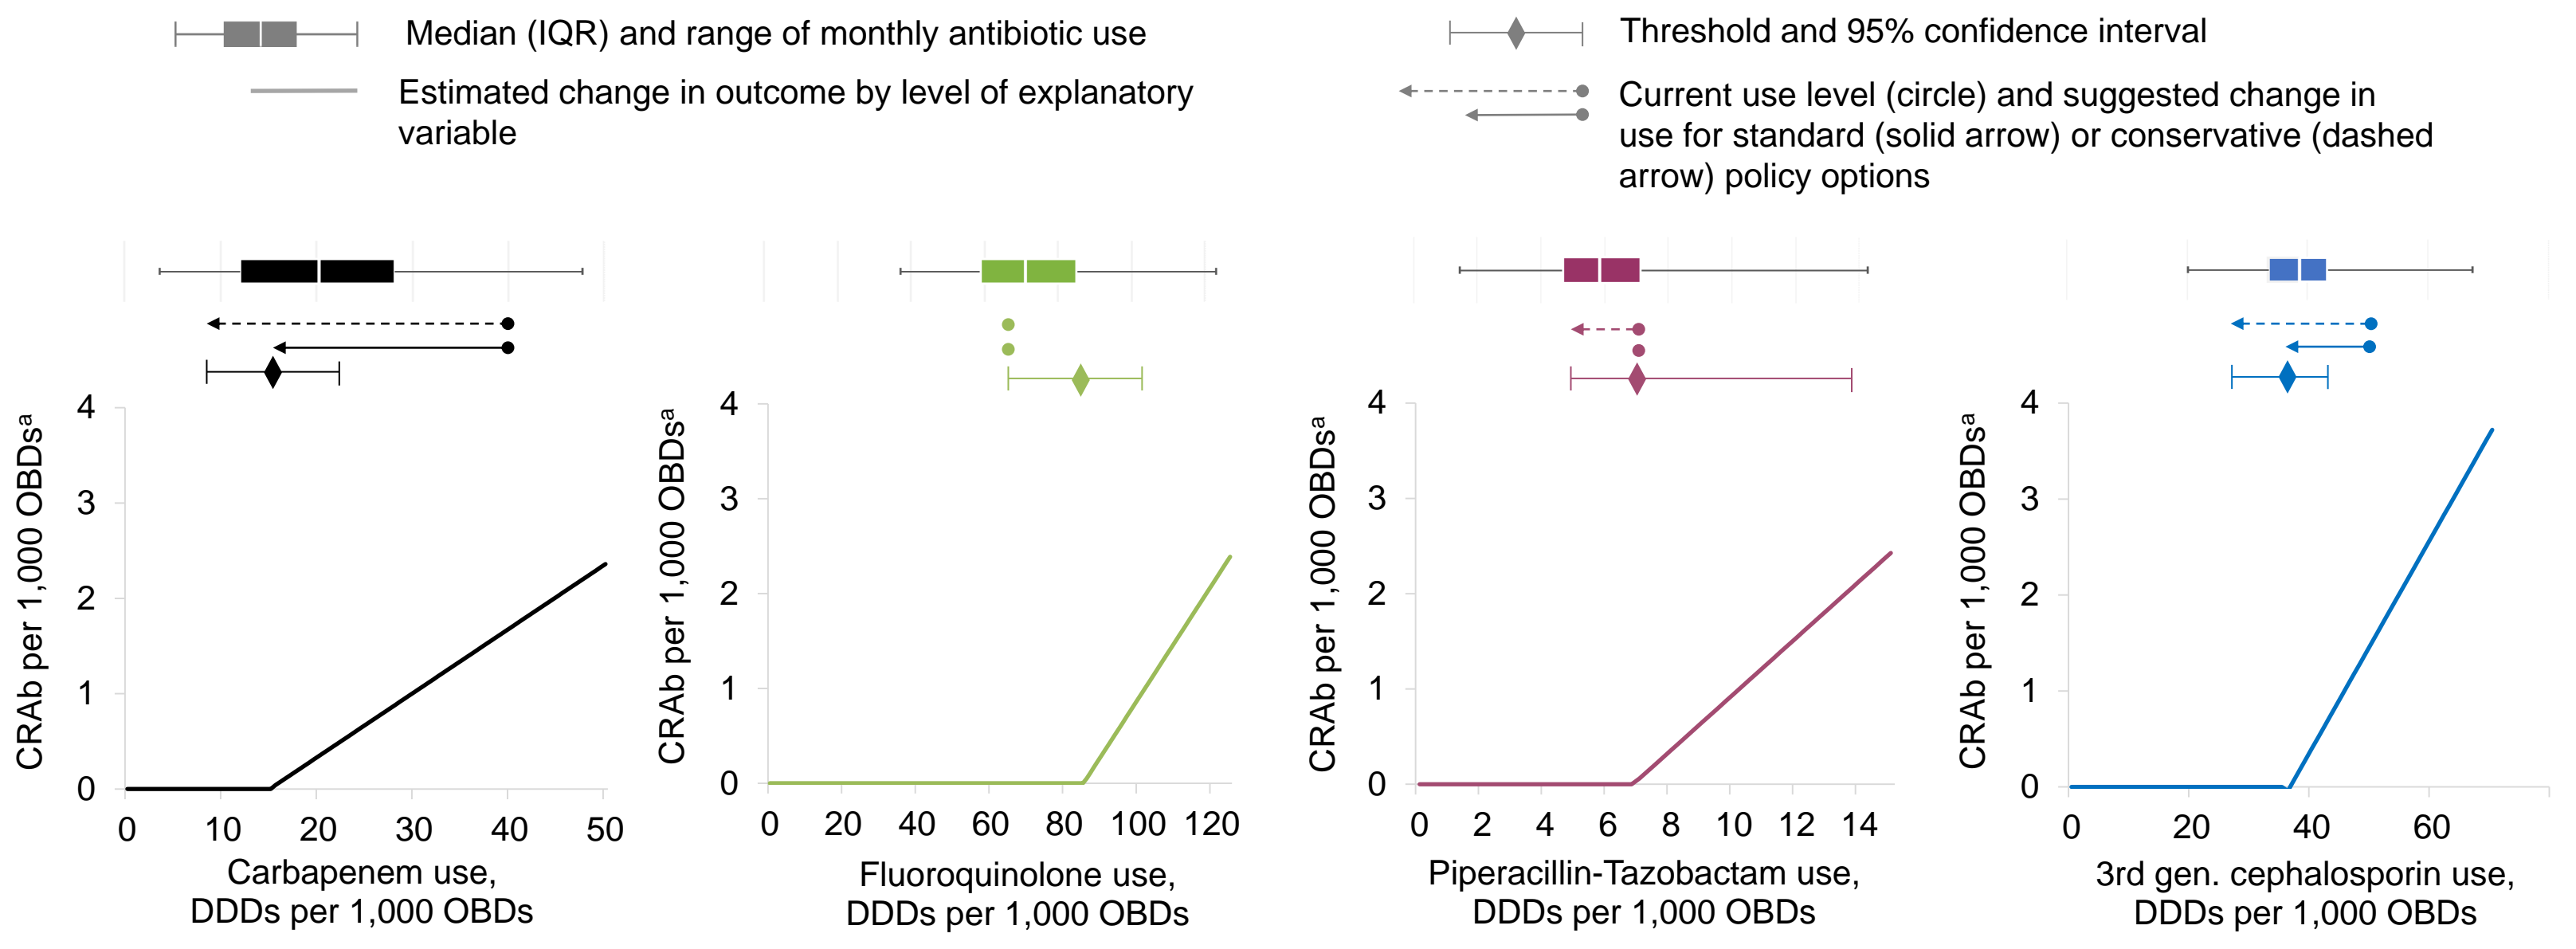 Median (IQR) and range of monthly antibiotic use
Estimated change in outcome by level of explanatory
variable
Threshold and 95% confidence interval
Current use level (circle) and suggested change in
use for standard (solid arrow) or conservative (dashed
arrow) policy options
CRAb per 1,000 OBDsᵃ
4
3
2
1
0
0 10 20 30 40 50
Carbapenem use,
DDDs per 1,000 OBDs
CRAb per 1,000 OBDsᵃ
4
3
2
1
0
0 20 40 60 80 100 120
Fluoroquinolone use,
DDDs per 1,000 OBDs
CRAb per 1,000 OBDsᵃ
4
3
2
1
0
0 2 4 6 8 10 12 14
Piperacillin-Tazobactam use,
DDDs per 1,000 OBDs
CRAb per 1,000 OBDsᵃ
4
3
2
1
0
0 20 40 60
3rd gen. cephalosporin use,
DDDs per 1,000 OBDs